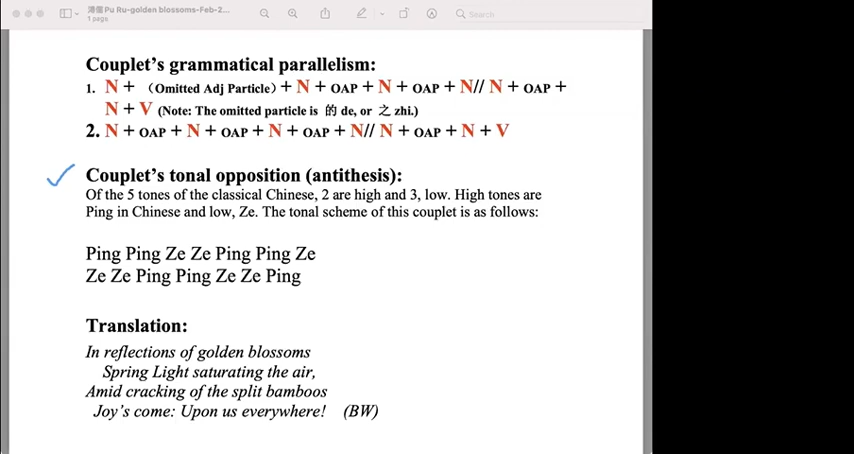 溥儒Pu Ru-golden blossoms-Feb-2...
1 page
Search
Couplet's grammatical parallelism:
1. N + （Omitted Adj Particle）+ N + OAP + N + OAP + N// N + OAP +
N + V (Note: The omitted particle is 的 de, or 之 zhi.)
2. N + OAP + N + OAP + N + OAP + N// N + OAP + N + V
Couplet's tonal opposition (antithesis):
Of the 5 tones of the classical Chinese, 2 are high and 3, low. High tones are
Ping in Chinese and low, Ze. The tonal scheme of this couplet is as follows:
Ping Ping Ze Ze Ping Ping Ze
Ze Ze Ping Ping Ze Ze Ping
Translation:
In reflections of golden blossoms
Spring Light saturating the air,
Amid cracking of the split bamboos
Joy's come: Upon us everywhere! (BW)